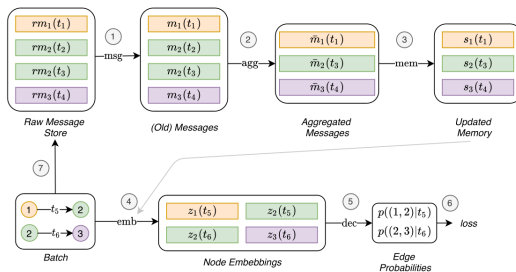 1
2
3
rm₁(t₁)
rm₂(t₂)
rm₂(t₃)
rm₃(t₄)
msg
m₁(t₁)
m₂(t₂)
m₂(t₃)
m₃(t₄)
agg
m̄₁(t₁)
m̄₂(t₃)
m̄₃(t₄)
mem
s₁(t₁)
s₂(t₃)
s₃(t₄)
Raw Message
Store
(Old) Messages
Aggregated
Messages
Updated
Memory
7
4
5
6
1 t₅ 2
2 t₆ 3
emb
z₁(t₅) z₂(t₅)
z₂(t₆) z₃(t₆)
dec
p((1, 2)|t₅)
p((2, 3)|t₆)
loss
Batch
Node Embebbings
Edge
Probabilities